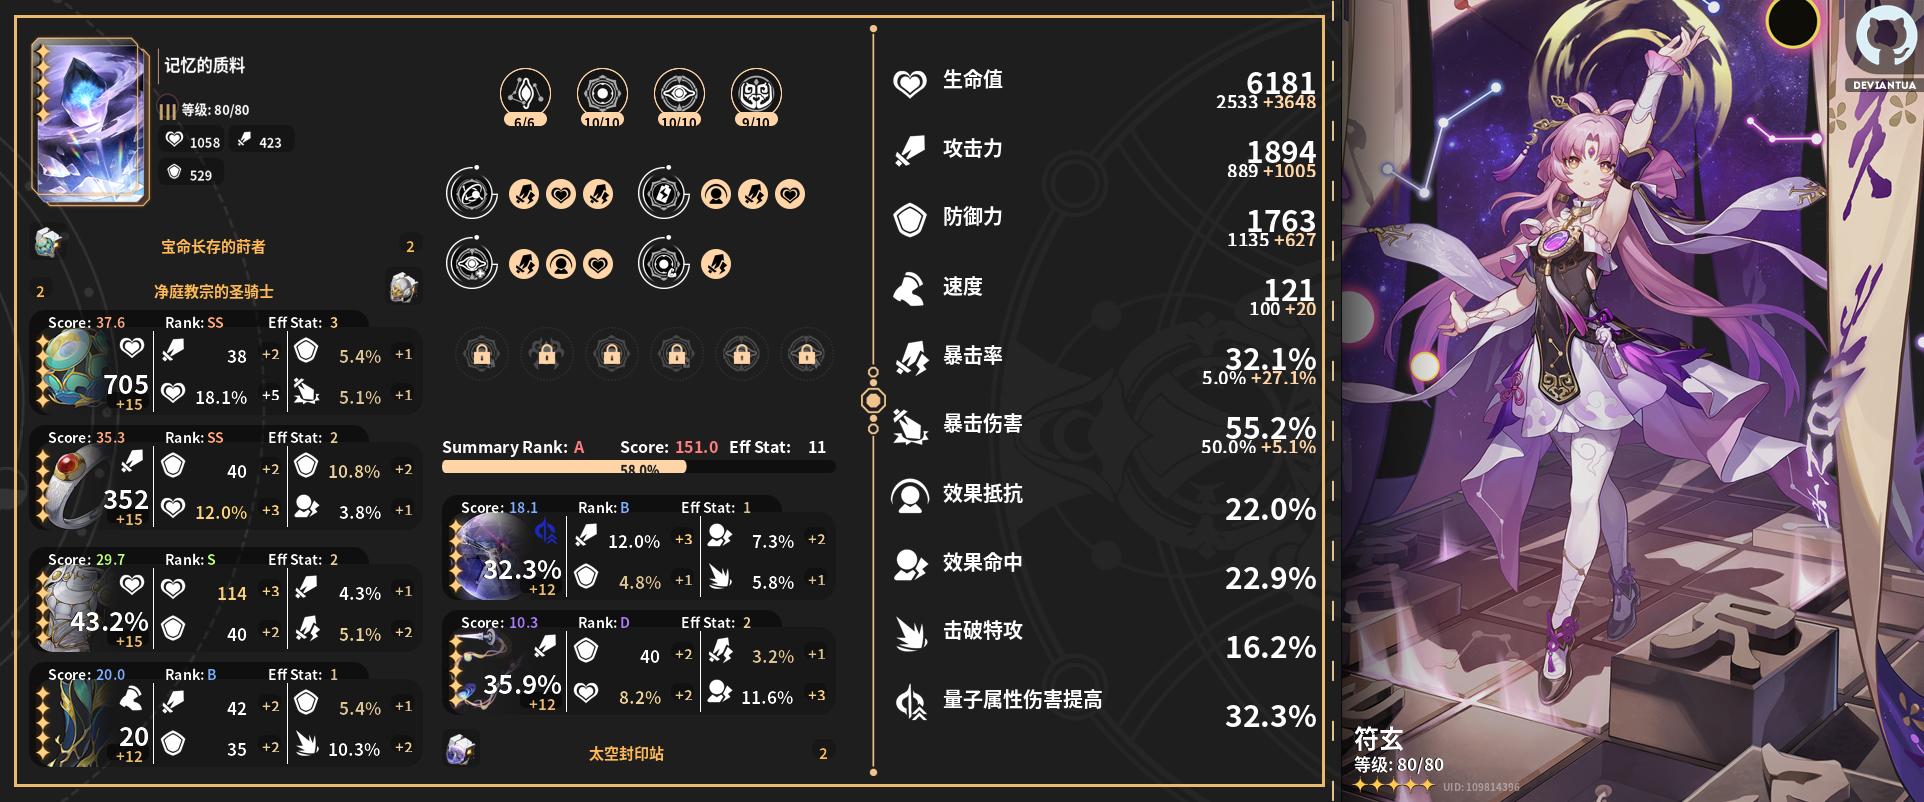 记忆的质料
等级: 80/80
1058
423
529
宝命长存的莳者
2
2
净庭教宗的圣骑士
Score: 37.6 Rank: SS Eff Stat: 3
38 +2 5.4% +1
705
+15
18.1% +5 5.1% +1
Score: 35.3 Rank: SS Eff Stat: 2
40 +2 10.8% +2
352
+15
12.0% +3 3.8% +1
Score: 29.7 Rank: S Eff Stat: 2
114 +3 4.3% +1
43.2%
+15
40 +2 5.1% +2
Score: 20.0 Rank: B Eff Stat: 1
42 +2 5.4% +1
20
+12
35 +2 10.3% +2
6/6 10/10 10/10 9/10
Summary Rank: A Score: 151.0 Eff Stat: 11
58.0%
Score: 18.1 Rank: B Eff Stat: 1
12.0% +3 7.3% +2
32.3%
+12
4.8% +1 5.8% +1
Score: 10.3 Rank: D Eff Stat: 2
40 +2 3.2% +1
35.9%
+12
8.2% +2 11.6% +3
太空封印站 2
生命值 6181
2533 +3648
攻击力 1894
889 +1005
防御力 1763
1135 +627
速度 121
100 +20
暴击率 32.1%
5.0% +27.1%
暴击伤害 55.2%
50.0% +5.1%
效果抵抗 22.0%
效果命中 22.9%
击破特攻 16.2%
量子属性伤害提高 32.3%
DEVIANTUA
符玄
等级: 80/80
UID: 109814396